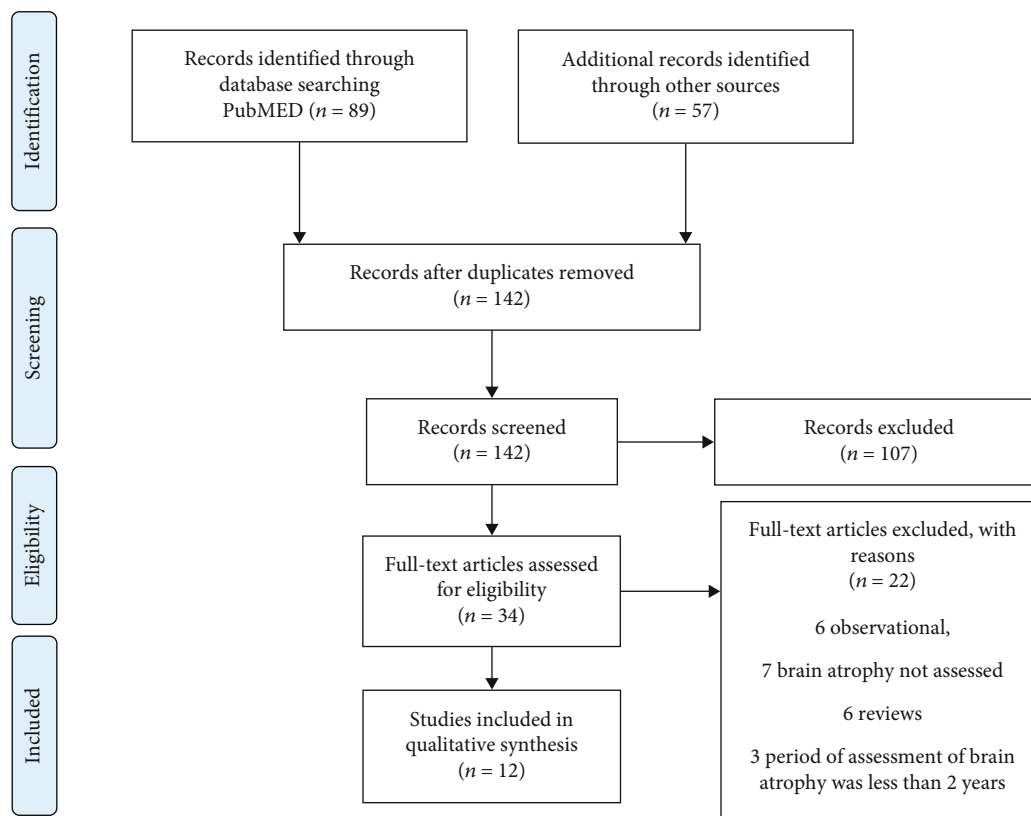 Identification
Records identified through
database searching
PubMED (n = 89)
Additional records identified
through other sources
(n = 57)
Screening
Records after duplicates removed
(n = 142)
Records screened
(n = 142)
Records excluded
(n = 107)
Eligibility
Full-text articles assessed
for eligibility
(n = 34)
Full-text articles excluded, with
reasons
(n = 22)
6 observational,
7 brain atrophy not assessed
6 reviews
3 period of assessment of brain
atrophy was less than 2 years
Included
Studies included in
qualitative synthesis
(n = 12)